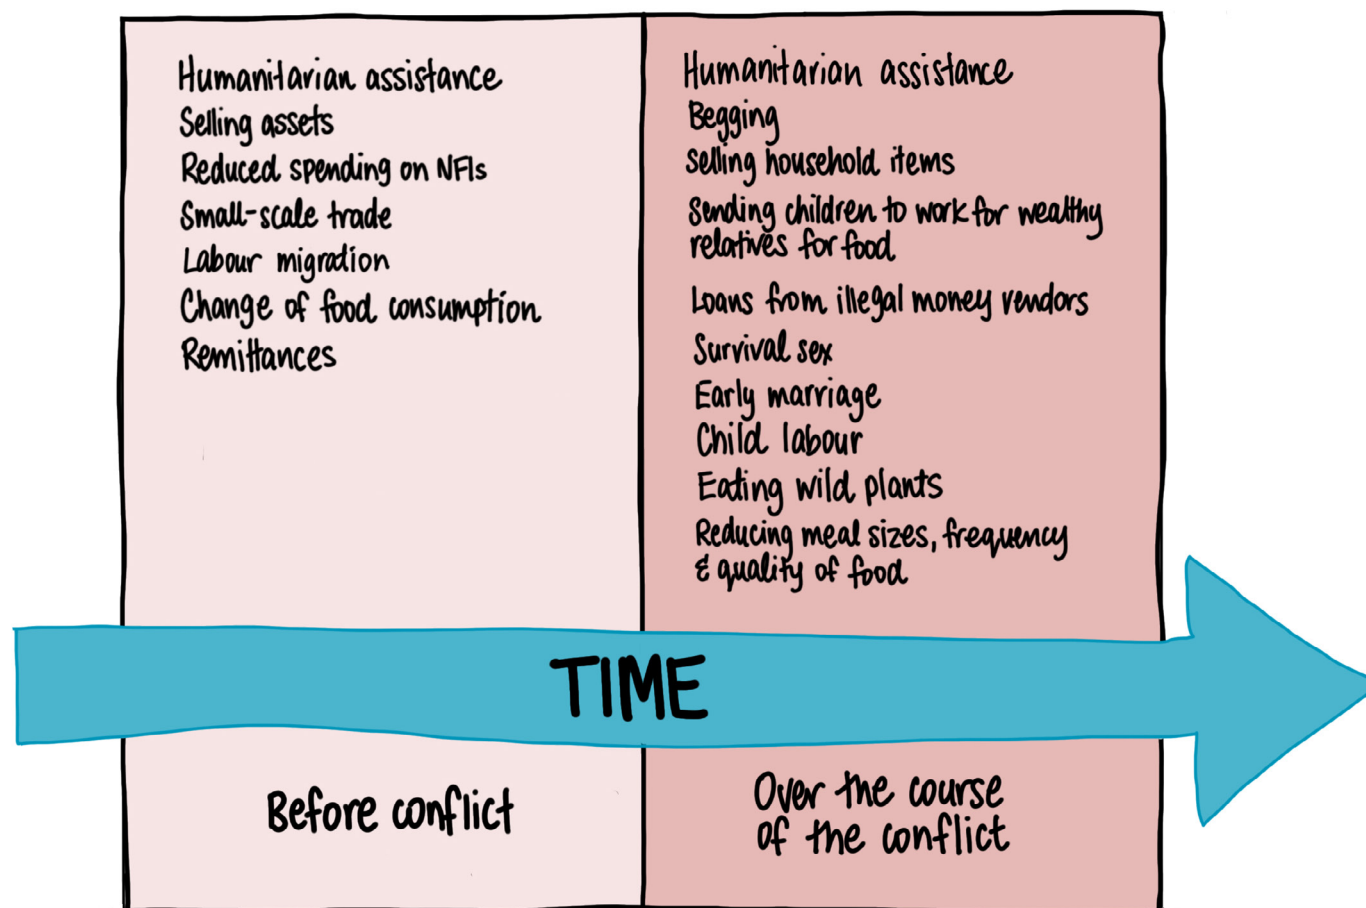 Humanitarian assistance
Selling assets
Reduced spending on NFIs
Small-scale trade
Labour migration
Change of food consumption
Remittances
Humanitarian assistance
Begging
Selling household items
Sending children to work for wealthy
relatives for food
Loans from illegal money vendors
Survival sex
Early marriage
Child labour
Eating wild plants
Reducing meal sizes, frequency
& quality of food
TIME
Before conflict
Over the course
of the conflict